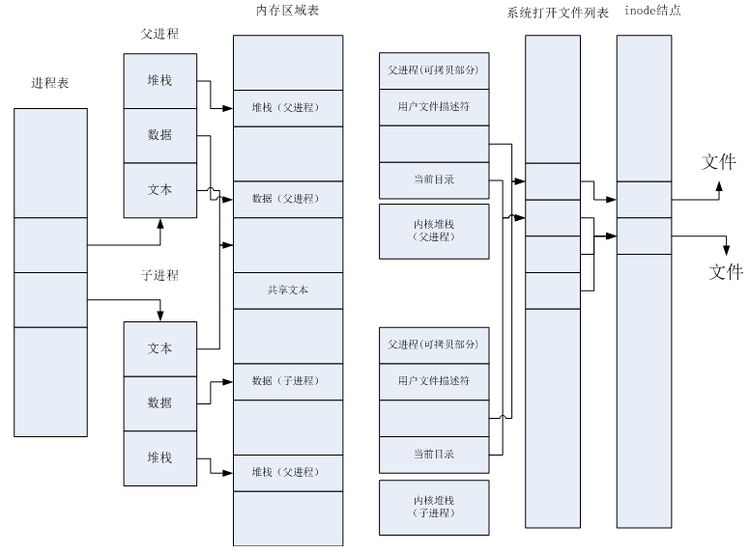 进程表
父进程
堆栈
数据
文本
子进程
文本
数据
堆栈
内存区域表
堆栈（父进程）
数据（父进程）
共享文本
数据（子进程）
堆栈（父进程）
父进程(可拷贝部分)
用户文件描述符
当前目录
内核堆栈
（父进程）
父进程(可拷贝部分)
用户文件描述符
当前目录
内核堆栈
（子进程）
系统打开文件列表
inode结点
文件
文件